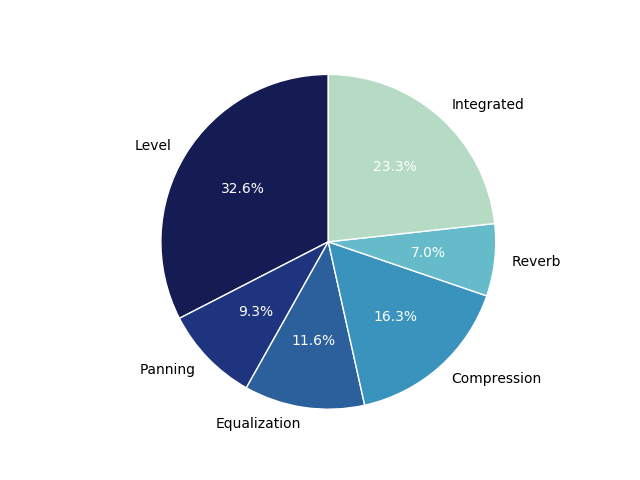 Integrated
Level
23.3%
32.6%
7.0%
Reverb
9.3%
16.3%
11.6%
Panning
Compression
Equalization